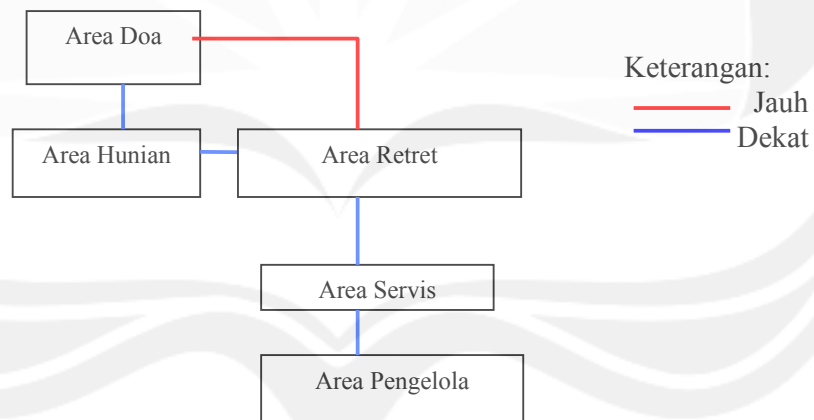 Area Doa
Keterangan:
Jauh
Dekat
Area Hunian
Area Retret
Area Servis
Area Pengelola